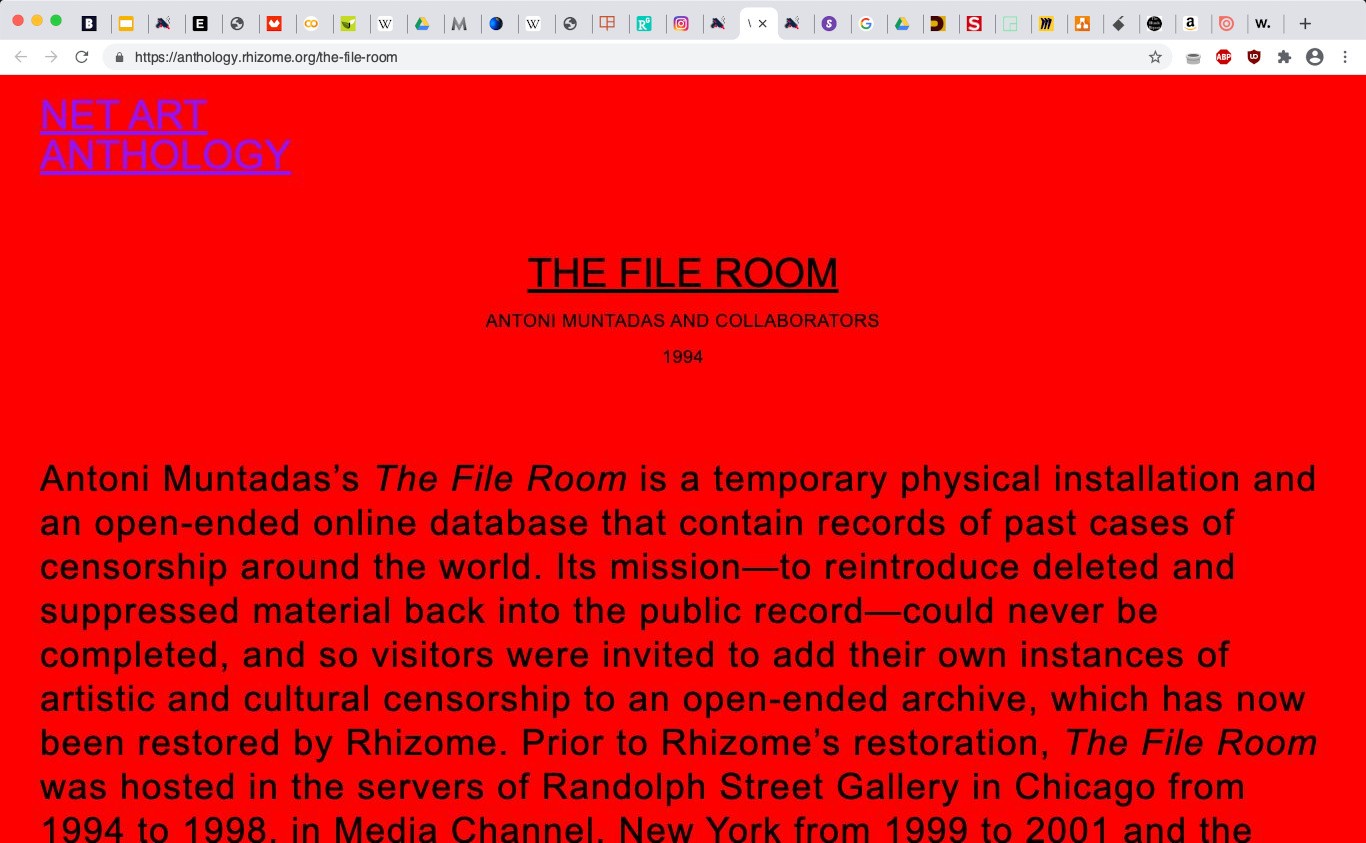 https://anthology.rhizome.org/the-file-room
NET ART
ANTHOLOGY
THE FILE ROOM
ANTONI MUNTADAS AND COLLABORATORS
1994
Antoni Muntadas’s The File Room is a temporary physical installation and
an open-ended online database that contain records of past cases of
censorship around the world. Its mission—to reintroduce deleted and
suppressed material back into the public record—could never be
completed, and so visitors were invited to add their own instances of
artistic and cultural censorship to an open-ended archive, which has now
been restored by Rhizome. Prior to Rhizome’s restoration, The File Room
was hosted in the servers of Randolph Street Gallery in Chicago from
1994 to 1998, in Media Channel, New York from 1999 to 2001 and the